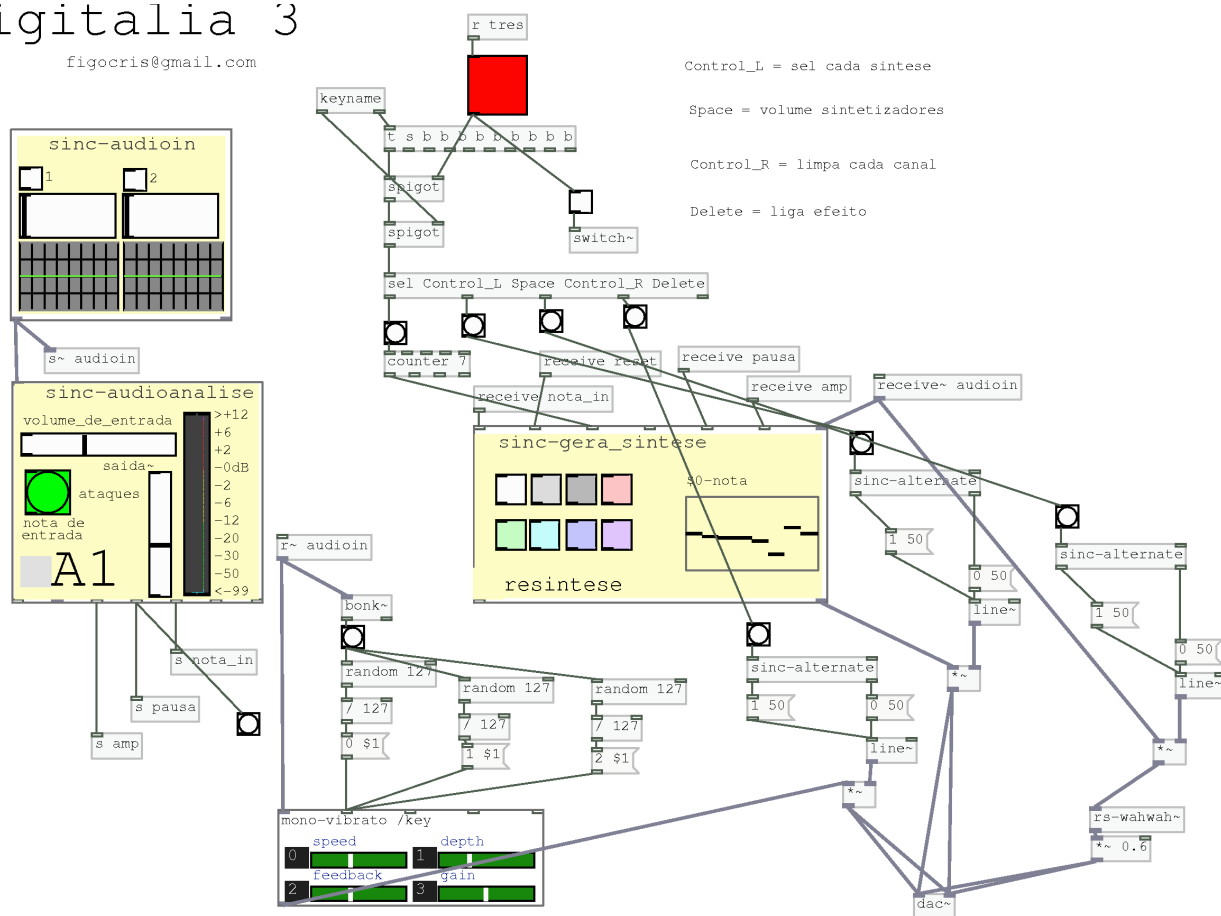 igitalia 3
figocris@gmail.com
r tres
keyname
t s b b b b b b b b b
spigot
spigot
switch~
sel Control_L Space Control_R Delete
counter 7
receive reset
receive nota_in
receive pausa
receive amp
receive~ audioin
Control_L = sel cada sintese
Space = volume sintetizadores
Control_R = limpa cada canal
Delete = liga efeito
sinc-audioin
1
2
s~ audioin
sinc-audioanalise
volume_de_entrada
saida~
ataques
nota de
entrada
A1
>+12
+6
+2
-0dB
-2
-6
-12
-20
-30
-50
<-99
s nota_in
s pausa
s amp
sinc-gera_sintese
$0-nota
resintese
r~ audioin
bonk~
random 127
random 127
random 127
/ 127
/ 127
/ 127
0 $1
1 $1
2 $1
mono-vibrato /key
speed
depth
0
1
feedback
gain
2
3
sinc-alternate
1 50
0 50
line~
*~
sinc-alternate
1 50
0 50
line~
*~
sinc-alternate
1 50
0 50
line~
*~
rs-wahwah~
*~ 0.6
dac~